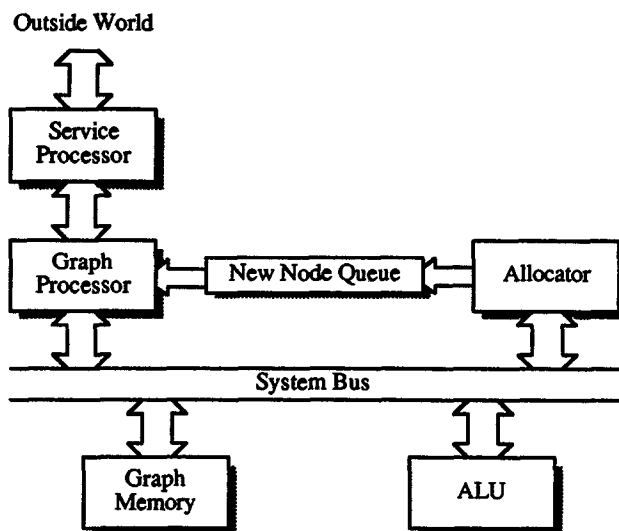 Outside World
Service
Processor
Graph
Processor
New Node Queue
Allocator
System Bus
Graph
Memory
ALU